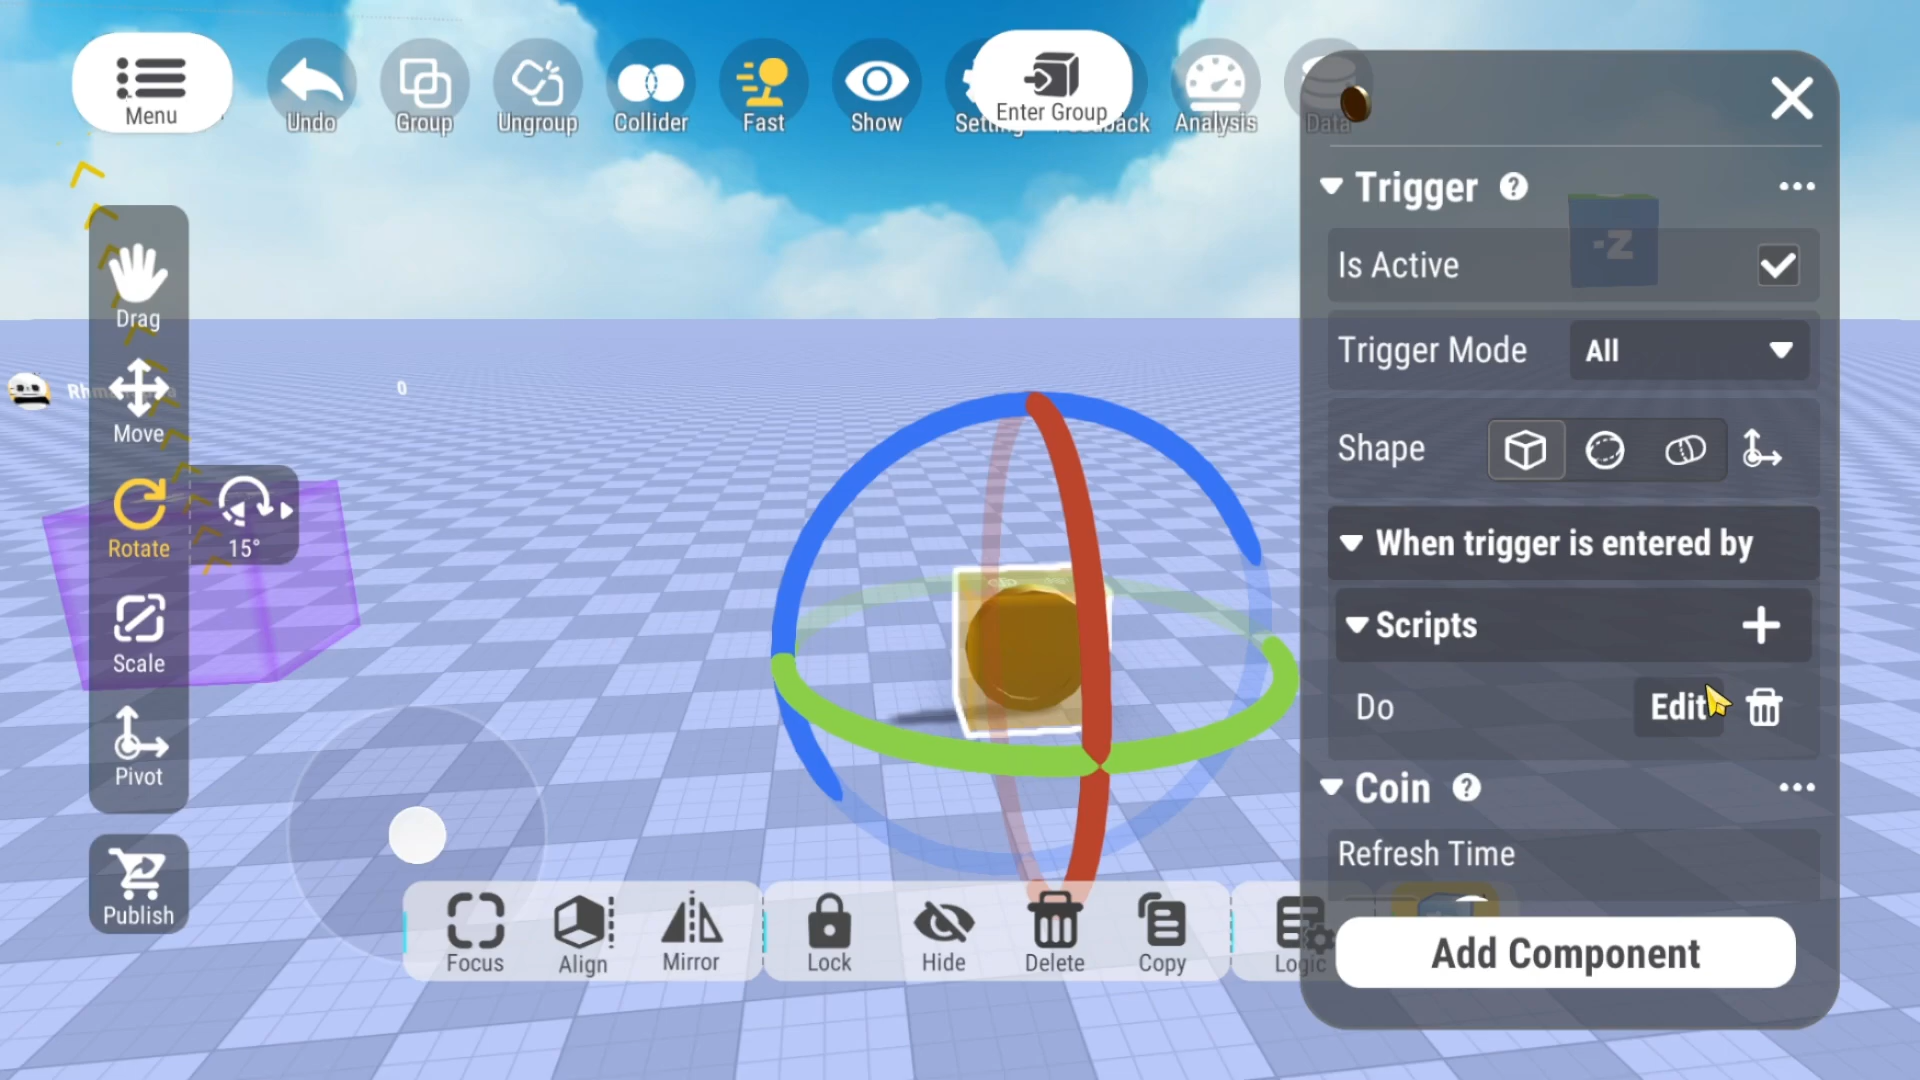 Menu
Undo
Group
Ungroup
Collider
Fast
Show
Enter Group
Analysis
Data
Trigger
-Z
Is Active
Trigger Mode
All
Shape
When trigger is entered by
Scripts
Do
Edit
Coin
Refresh Time
Add Component
Drag
0
Move
Rotate
15°
Scale
Pivot
Publish
Focus
Align
Mirror
Lock
Hide
Delete
Copy
Logic